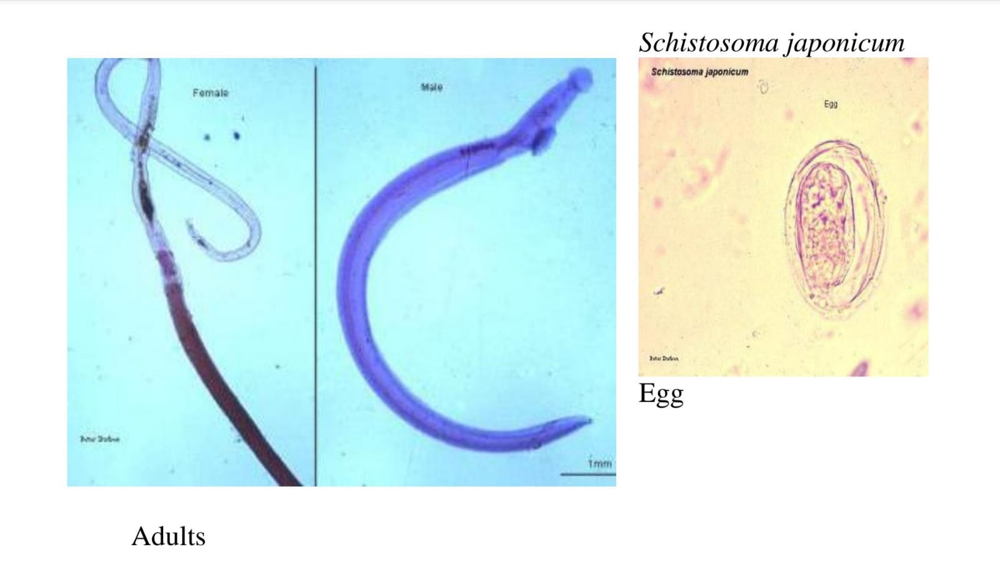 Schistosoma japonicum
Female
Male
1mm
Schistosoma japonicum
Egg
Egg
Adults